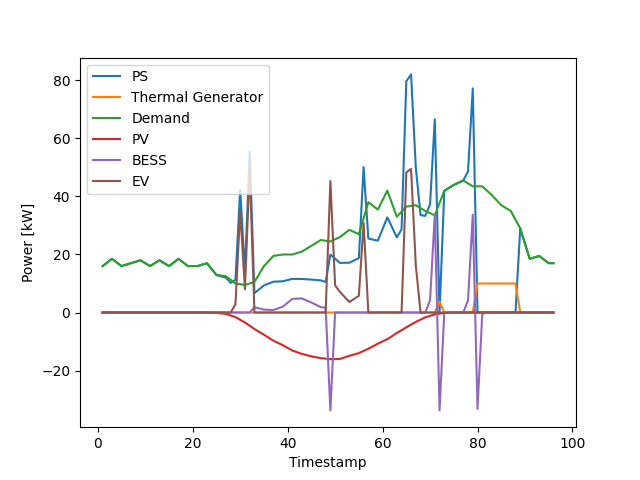 PS
Thermal Generator
Demand
PV
BESS
EV
80
60
40
20
0
−20
Power [kW]
0 20 40 60 80 100
Timestamp